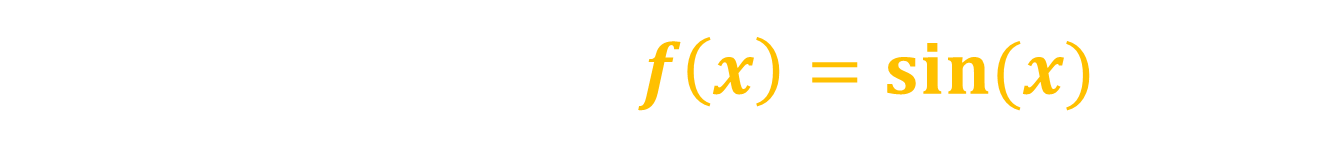 f(x) = sin(x)